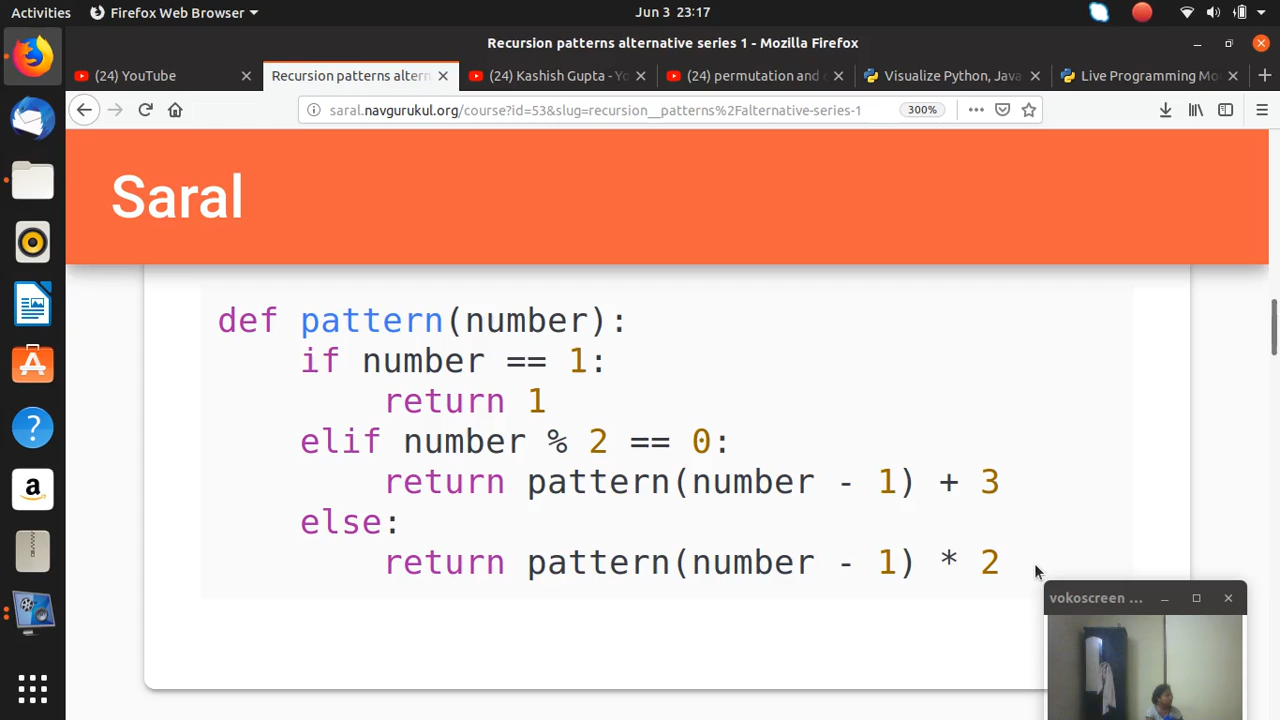 Activities Firefox Web Browser Jun 3 23:17
Recursion patterns alternative series 1 - Mozilla Firefox
(24) YouTube Recursion patterns altern (24) Kashish Gupta - Yo (24) permutation and Visualize Python, Java Live Programming Mo
saral.navgurukul.org/course?id=53&slug=recursion__patterns%2Falternative-series-1 300%
Saral
def pattern(number):
if number == 1:
return 1
elif number % 2 == 0:
return pattern(number - 1) + 3
else:
return pattern(number - 1) * 2
vokoscreen ...